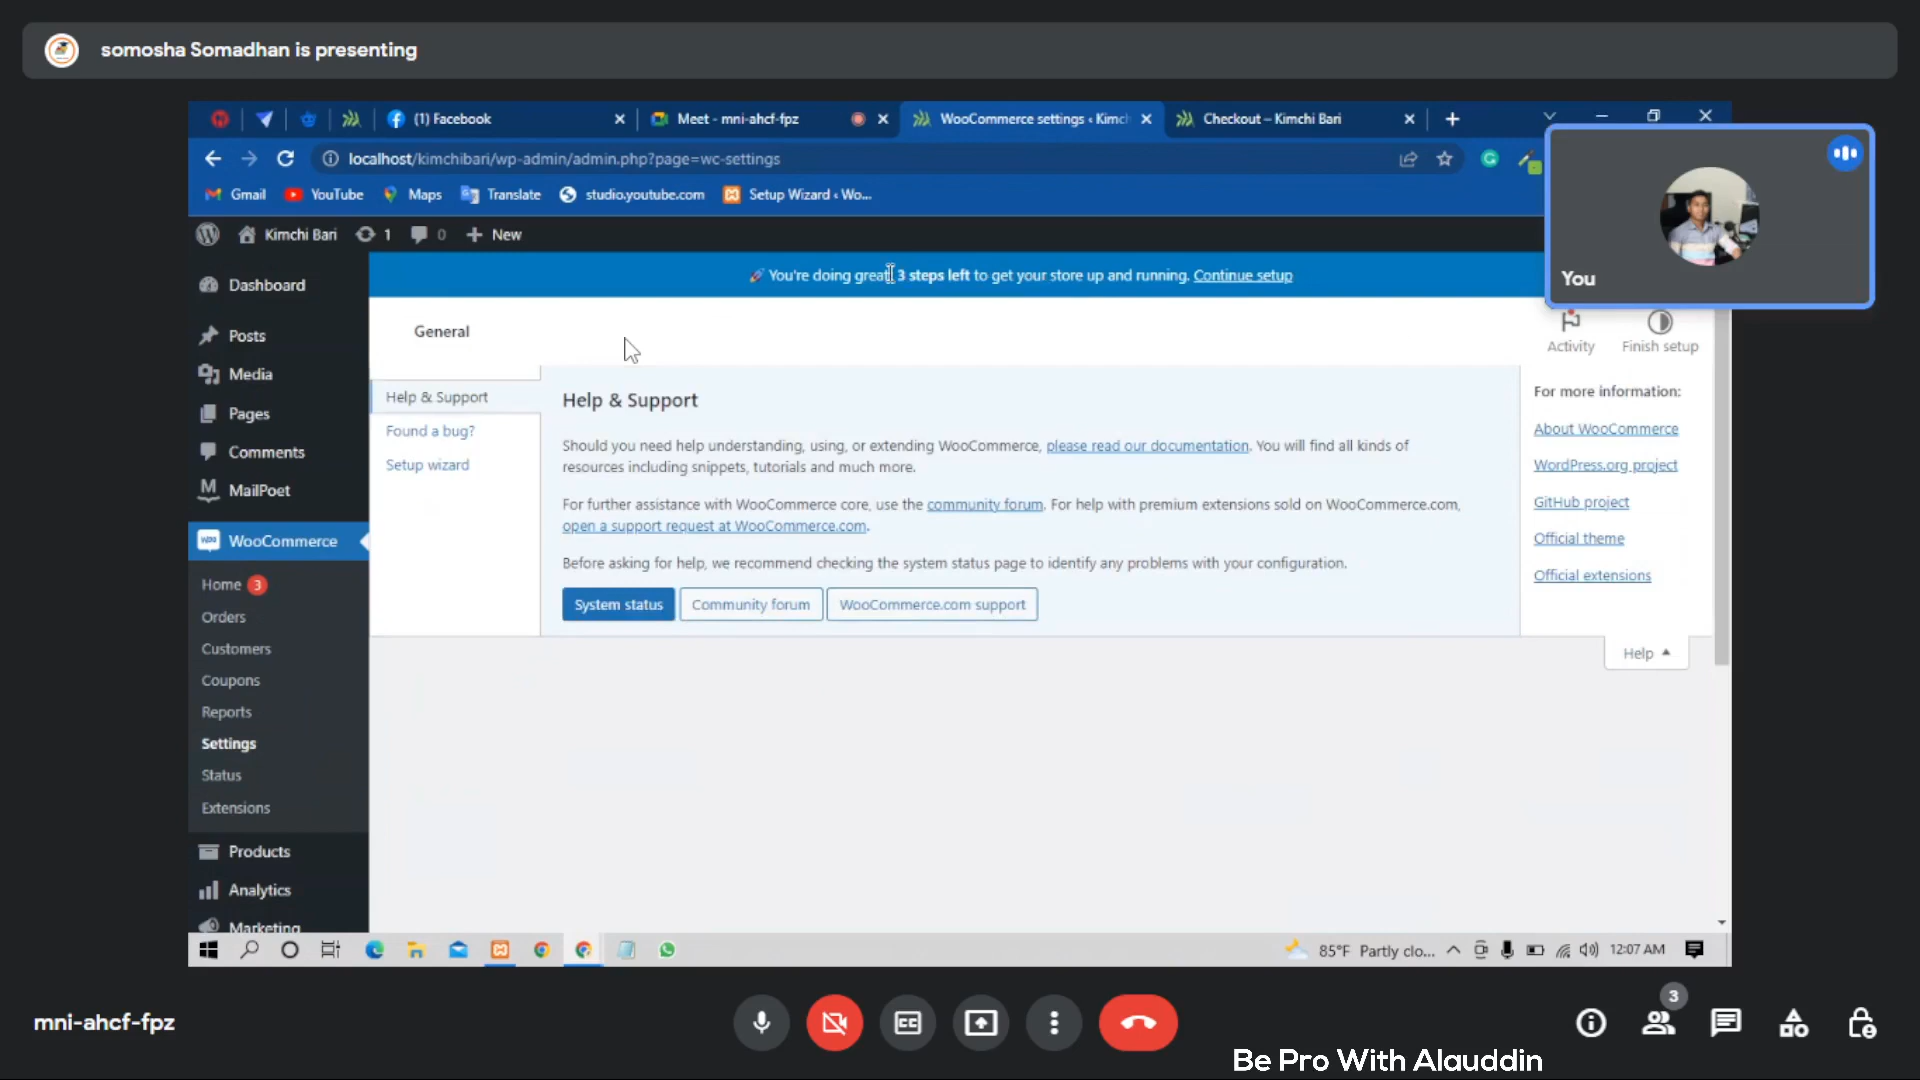 somosha Somadhan is presenting
(1) Facebook
Meet - mni-ahcf-fpz
WooCommerce settings ‹ Kimch
Checkout – Kimchi Bari
localhost/kimchibari/wp-admin/admin.php?page=wc-settings
Gmail
YouTube
Maps
Translate
studio.youtube.com
Setup Wizard ‹ Wo...
Kimchi Bari
1
0
New
Dashboard
Posts
Media
Pages
Comments
MailPoet
WooCommerce
Home 3
Orders
Customers
Coupons
Reports
Settings
Status
Extensions
Products
Analytics
Marketing
You're doing great! 3 steps left to get your store up and running. Continue setup
General
Activity
Finish setup
You
Help & Support
Found a bug?
Setup wizard
Help & Support
Should you need help understanding, using, or extending WooCommerce, please read our documentation. You will find all kinds of
resources including snippets, tutorials and much more.
For further assistance with WooCommerce core, use the community forum. For help with premium extensions sold on WooCommerce.com,
open a support request at WooCommerce.com.
Before asking for help, we recommend checking the system status page to identify any problems with your configuration.
System status
Community forum
WooCommerce.com support
For more information:
About WooCommerce
WordPress.org project
GitHub project
Official theme
Official extensions
Help
85°F Partly clo...
12:07 AM
mni-ahcf-fpz
3
Be Pro With Alauddin